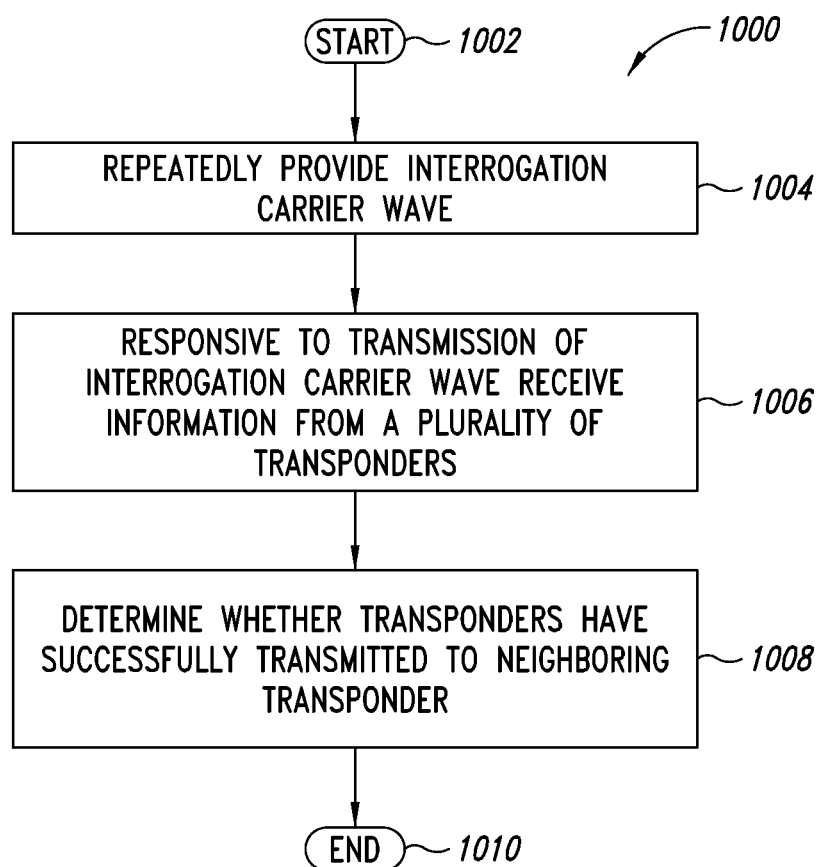 START
1002
1000
REPEATEDLY PROVIDE INTERROGATION
CARRIER WAVE
1004
RESPONSIVE TO TRANSMISSION OF
INTERROGATION CARRIER WAVE RECEIVE
INFORMATION FROM A PLURALITY OF
TRANSPONDERS
1006
DETERMINE WHETHER TRANSPONDERS HAVE
SUCCESSFULLY TRANSMITTED TO NEIGHBORING
TRANSPONDER
1008
END
1010